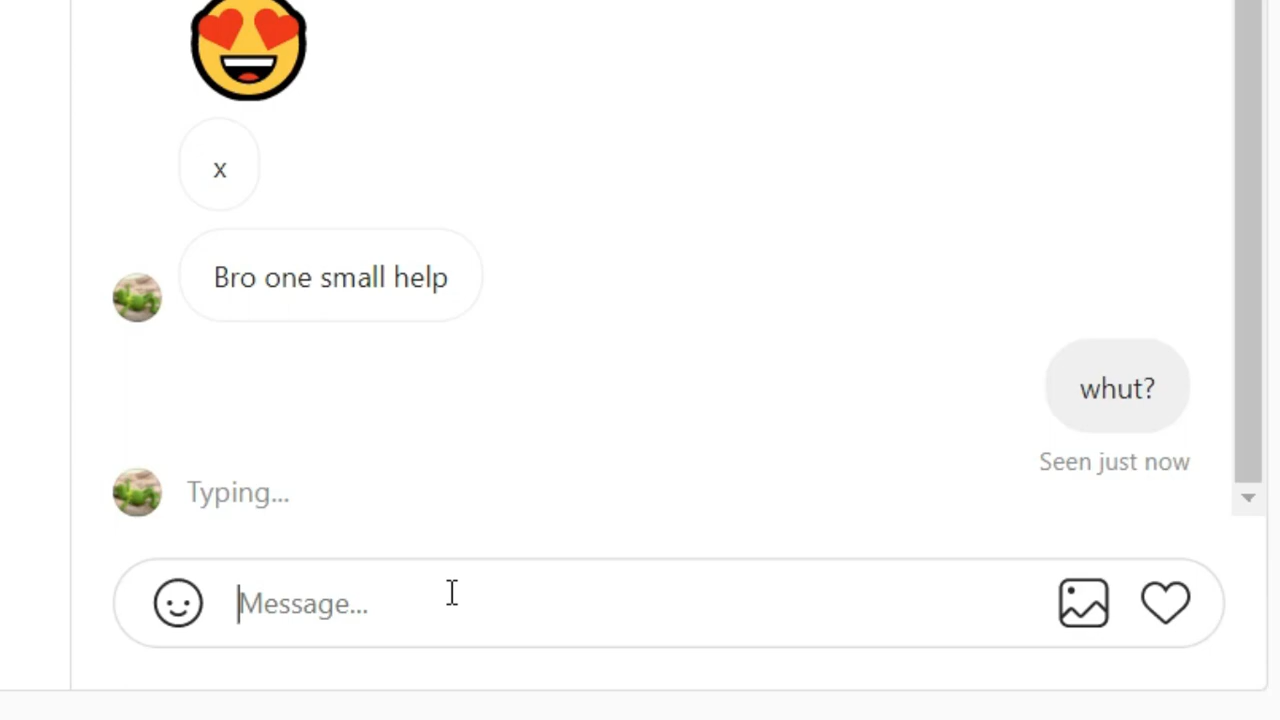 x
Bro one small help
whut?
Seen just now
Typing...
Message...